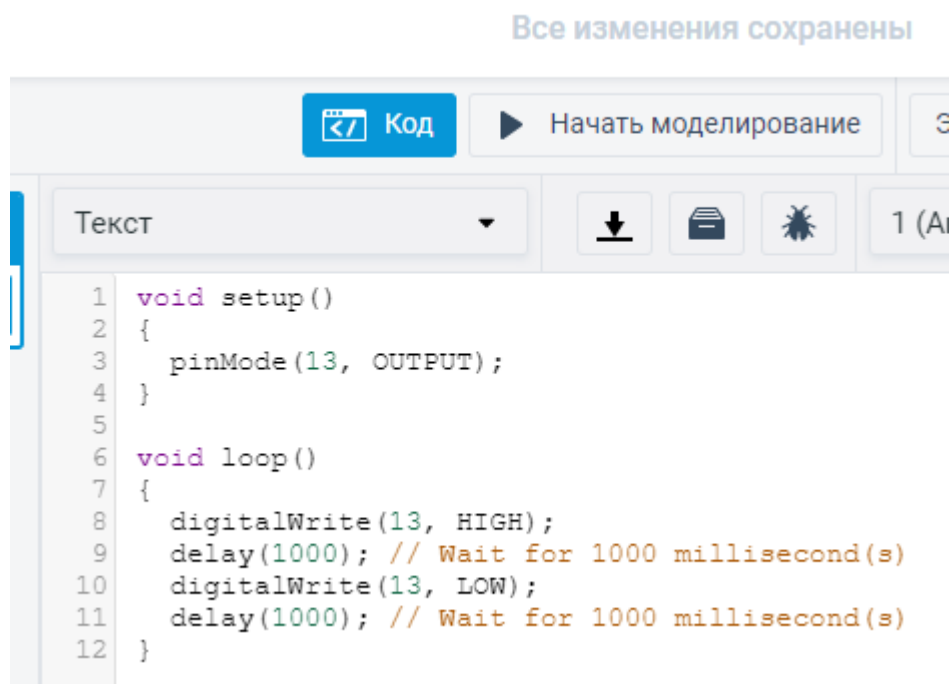 Все изменения сохранены
Код
Начать моделирование
Текст
1 (А
1 void setup()
2 {
3   pinMode(13, OUTPUT);
4 }
5
6 void loop()
7 {
8   digitalWrite(13, HIGH);
9   delay(1000); // Wait for 1000 millisecond(s)
10   digitalWrite(13, LOW);
11   delay(1000); // Wait for 1000 millisecond(s)
12 }